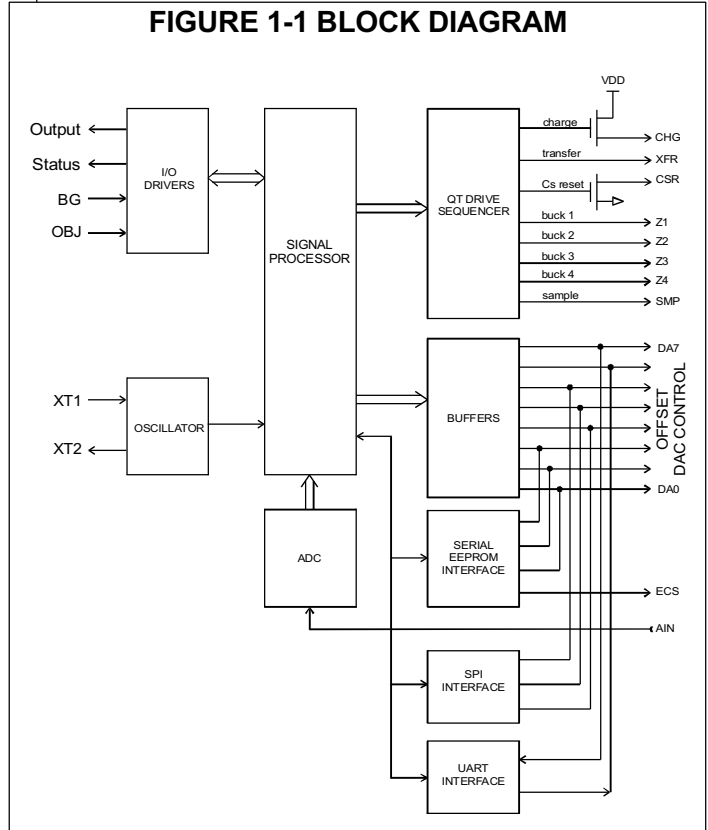 FIGURE 1-1 BLOCK DIAGRAM
VDD
Output
Status
BG
OBJ
I/O
DRIVERS
SIGNAL
PROCESSOR
QT DRIVE
SEQUENCER
charge
CHG
transfer
XFR
Cs reset
CSR
buck 1
Z1
buck 2
Z2
buck 3
Z3
buck 4
Z4
sample
SMP
XT1
XT2
OSCILLATOR
BUFFERS
DA7
OFFSET
DAC CONTROL
DA0
ADC
SERIAL
EEPROM
INTERFACE
ECS
AIN
SPI
INTERFACE
UART
INTERFACE